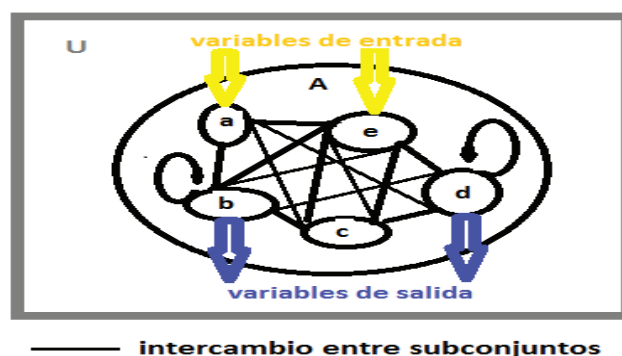 variables de entrada
U
A
a
e
b
d
c
variables de salida
intercambio entre subconjuntos